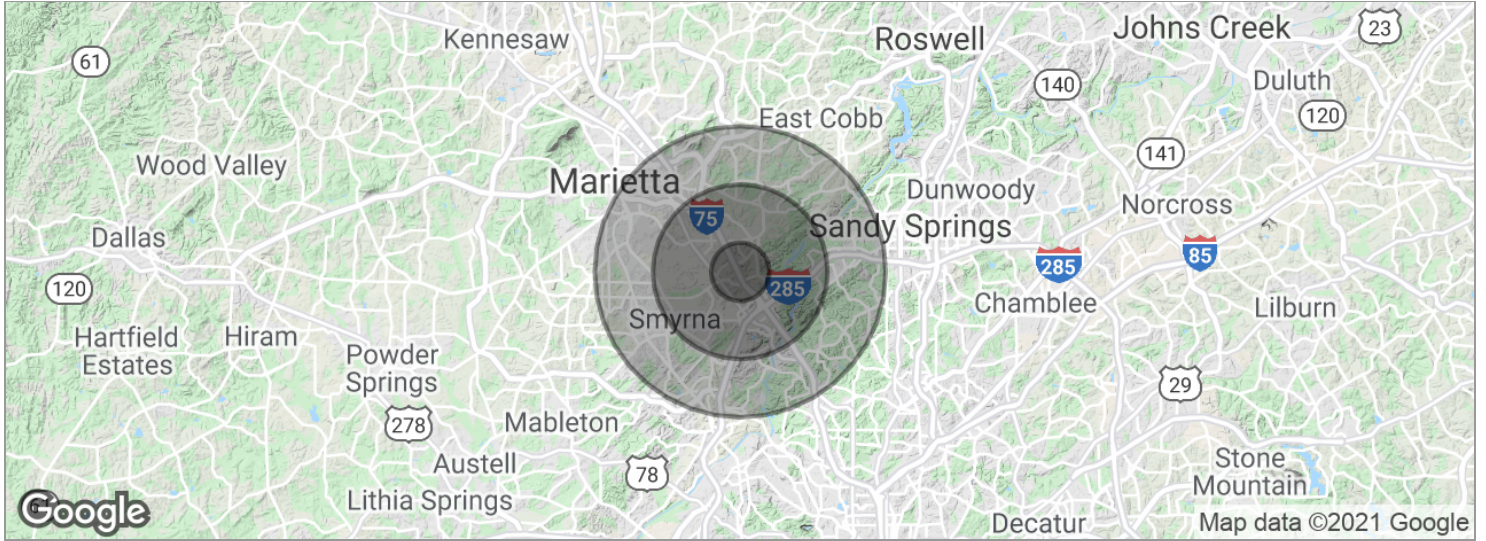 Kennesaw
Roswell
Johns Creek
23
61
140
Duluth
120
East Cobb
141
Wood Valley
Marietta
Dunwoody
Norcross
75
Sandy Springs
Dallas
285
85
120
285
Chamblee
Lilburn
Smyrna
Hartfield
Estates
Hiram
Powder
Springs
29
278
Mableton
Austell
78
Stone
Mountain
Lithia Springs
Google
Decatur
Map data ©2021 Google